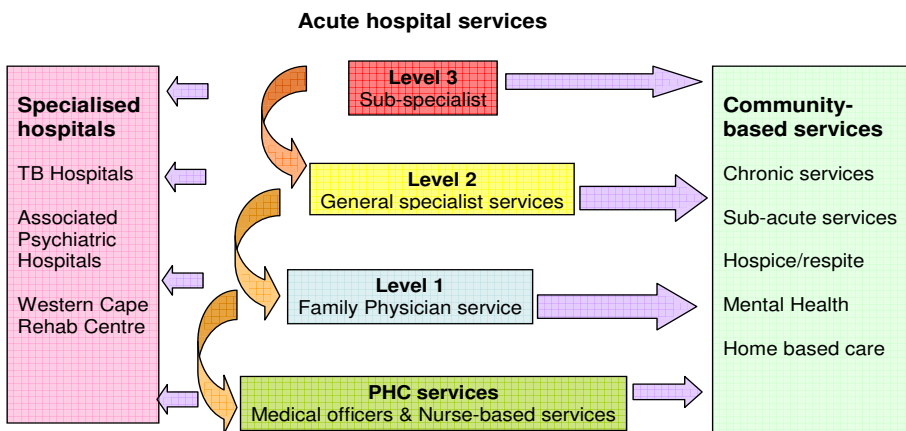 Acute hospital services
Specialised
hospitals
TB Hospitals
Associated
Psychiatric
Hospitals
Western Cape
Rehab Centre
Level 3
Sub-specialist
Level 2
General specialist services
Level 1
Family Physician service
PHC services
Medical officers & Nurse-based services
Community-
based services
Chronic services
Sub-acute services
Hospice/respite
Mental Health
Home based care